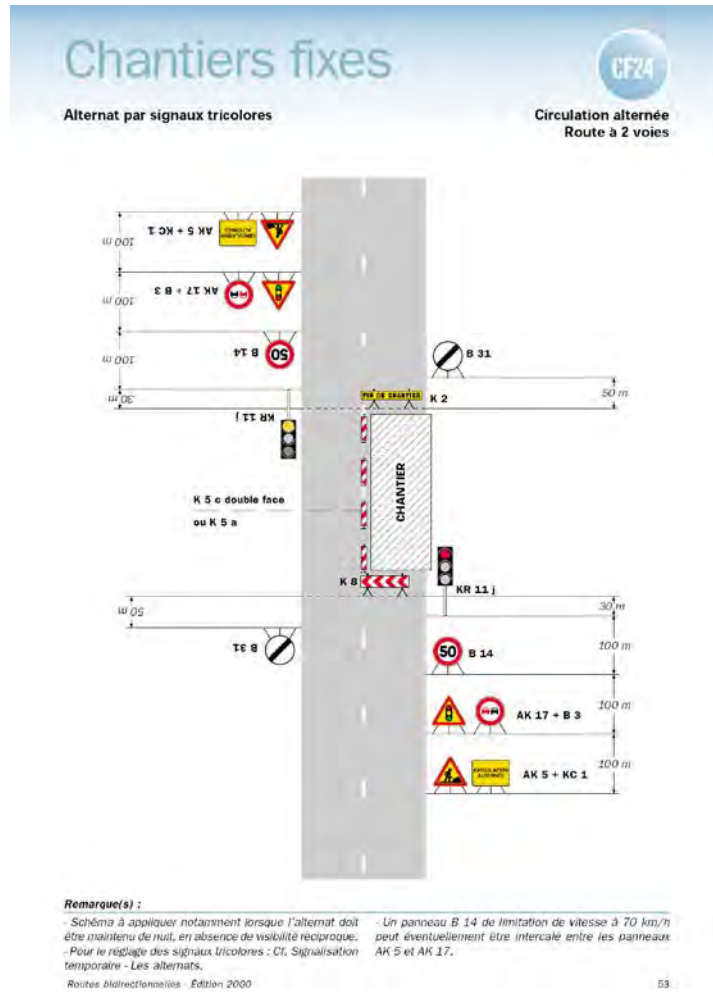 Chantiers fixes
CF24
Alternat par signaux tricolores
Circulation alternée
Route à 2 voies
100 m
AK 5 + KC 1
CIRCULATION
ALTERNÉE
100 m
AK 17 + B 3
100 m
B 14
50
B 31
30 m
KR 11 j
FIN DE CHANTIER
K 2
50 m
CHANTIER
K 5 c double face
ou K 5 a
K 8
KR 11 j
50 m
30 m
B 31
50
B 14
100 m
AK 17 + B 3
100 m
CIRCULATION
ALTERNÉE
AK 5 + KC 1
100 m
Remarque(s) :
- Schéma à appliquer notamment lorsque l'alternat doit
être maintenu de nuit, en absence de visibilité réciproque.
- Pour le réglage des signaux tricolores : Cf. Signalisation
temporaire - Les alternats.
- Un panneau B 14 de limitation de vitesse à 70 km/h
peut éventuellement être intercalé entre les panneaux
AK 5 et AK 17.
Routes bidirectionnelles - Édition 2000
53